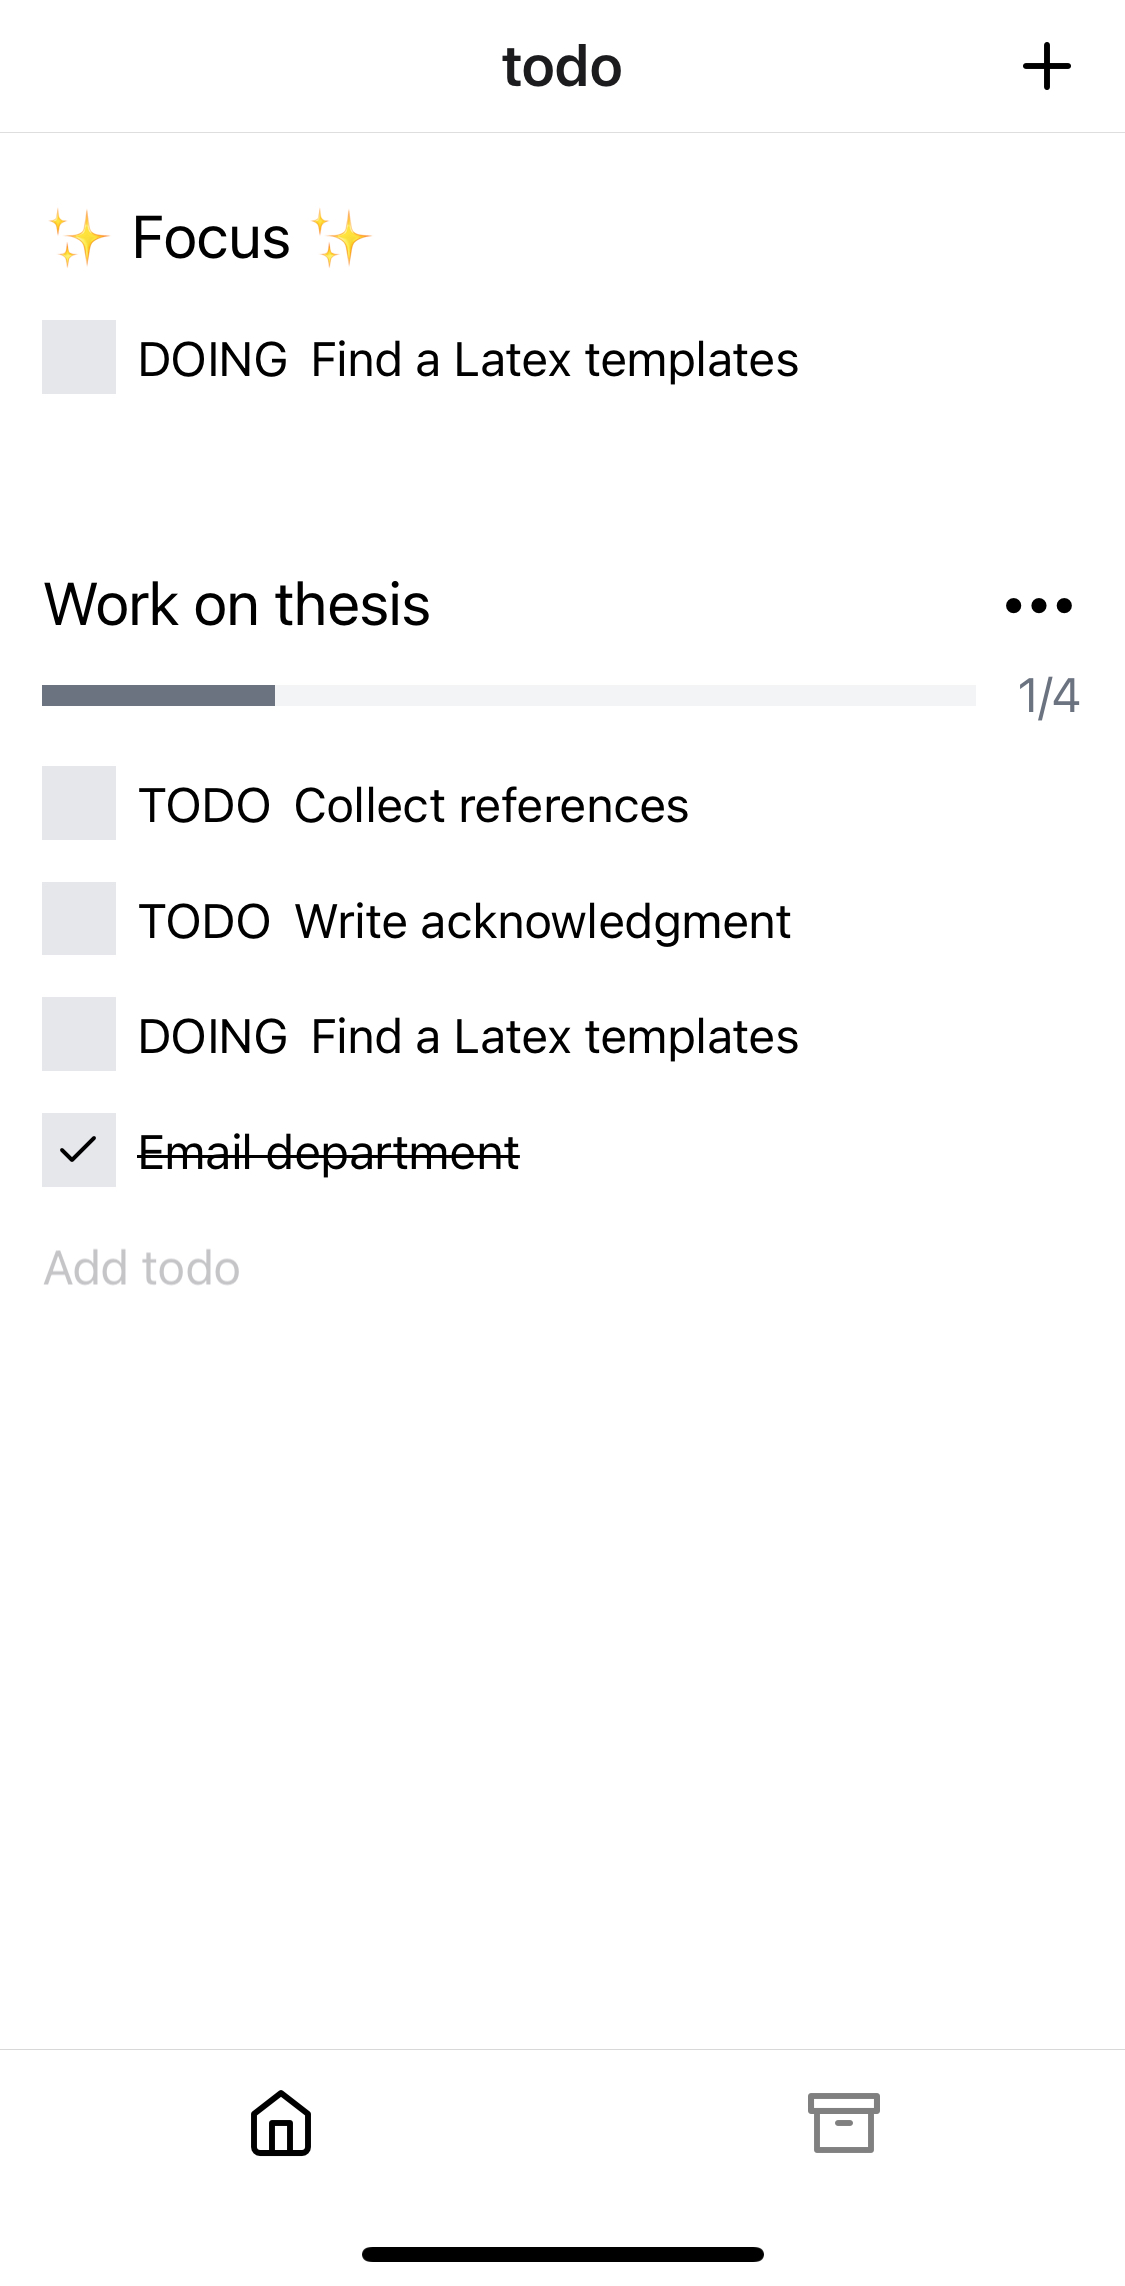 todo
✨ Focus ✨
DOING Find a Latex templates
Work on thesis
1/4
TODO Collect references
TODO Write acknowledgment
DOING Find a Latex templates
Email department
Add todo